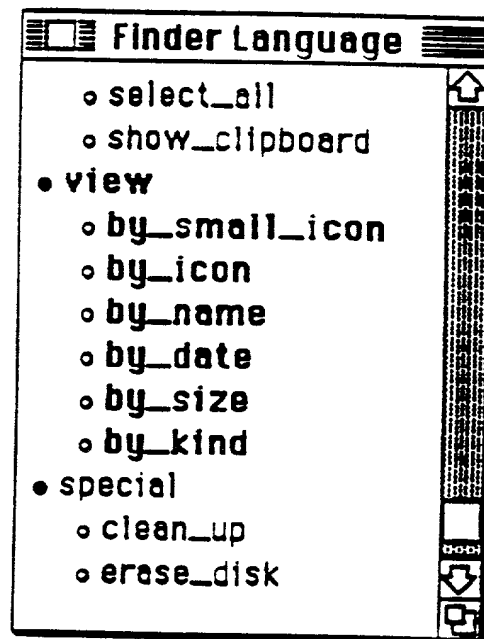 Finder Language
select_all
show_clipboard
view
by_small_icon
by_icon
by_name
by_date
by_size
by_kind
special
clean_up
erase_disk